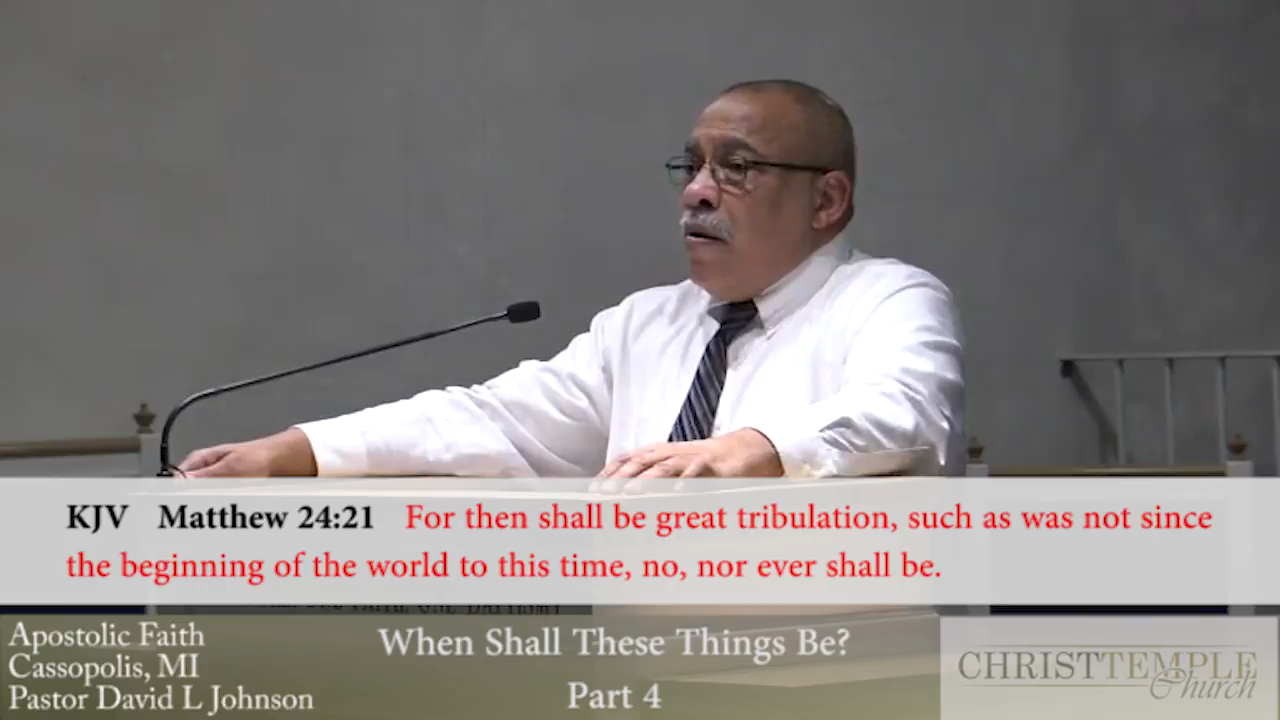 KJV Matthew 24:21 For then shall be great tribulation, such as was not since
the beginning of the world to this time, no, nor ever shall be.
Apostolic Faith
Cassopolis, MI
Pastor David L Johnson
When Shall These Things Be?
Part 4
CHRISTTEMPLE
Church